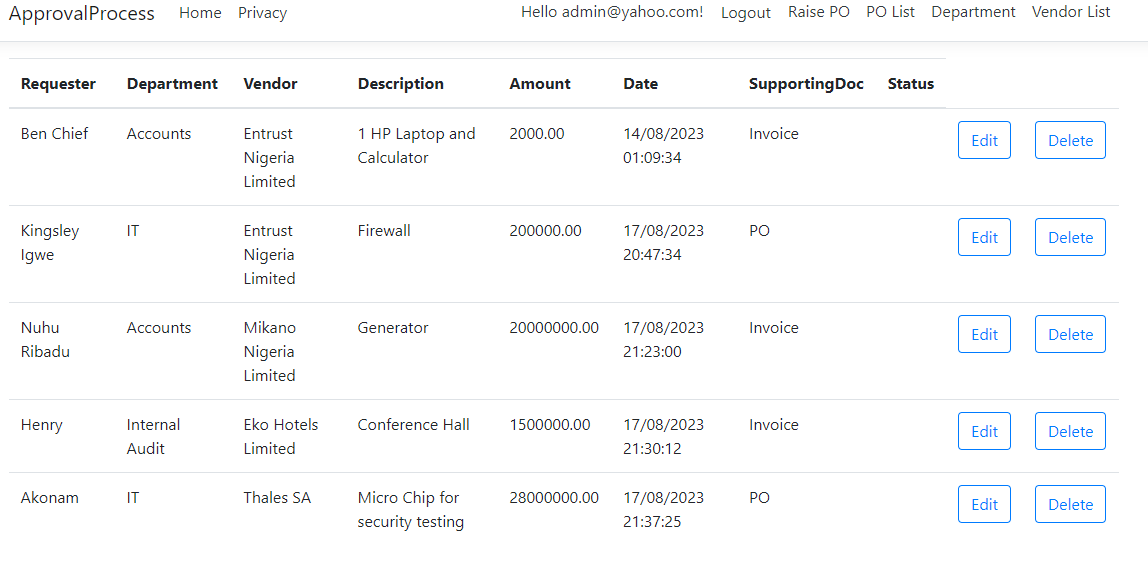 ApprovalProcess Home Privacy Hello admin@yahoo.com! Logout Raise PO PO List Department Vendor List
Requester Department Vendor Description Amount Date SupportingDoc Status
Ben Chief Accounts Entrust 1 HP Laptop and 2000.00 14/08/2023 Invoice Edit Delete
Nigeria Calculator 01:09:34
Limited
Kingsley IT Entrust Firewall 200000.00 17/08/2023 PO Edit Delete
Igwe Nigeria 20:47:34
Limited
Nuhu Accounts Mikano Generator 20000000.00 17/08/2023 Invoice Edit Delete
Ribadu Nigeria 21:23:00
Limited
Henry Internal Eko Hotels Conference Hall 1500000.00 17/08/2023 Invoice Edit Delete
Audit Limited 21:30:12
Akonam IT Thales SA Micro Chip for 28000000.00 17/08/2023 PO Edit Delete
security testing 21:37:25